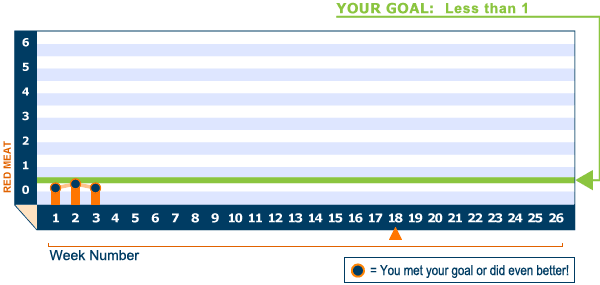 YOUR GOAL: Less than 1
6
5
4
3
2
1
0
RED MEAT
1 2 3 4 5 6 7 8 9 10 11 12 13 14 15 16 17 18 19 20 21 22 23 24 25 26
Week Number
= You met your goal or did even better!